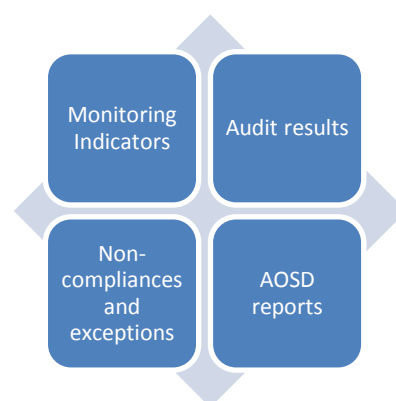 Monitoring
Indicators
Audit results
Non-
compliances
and
exceptions
AOSD
reports